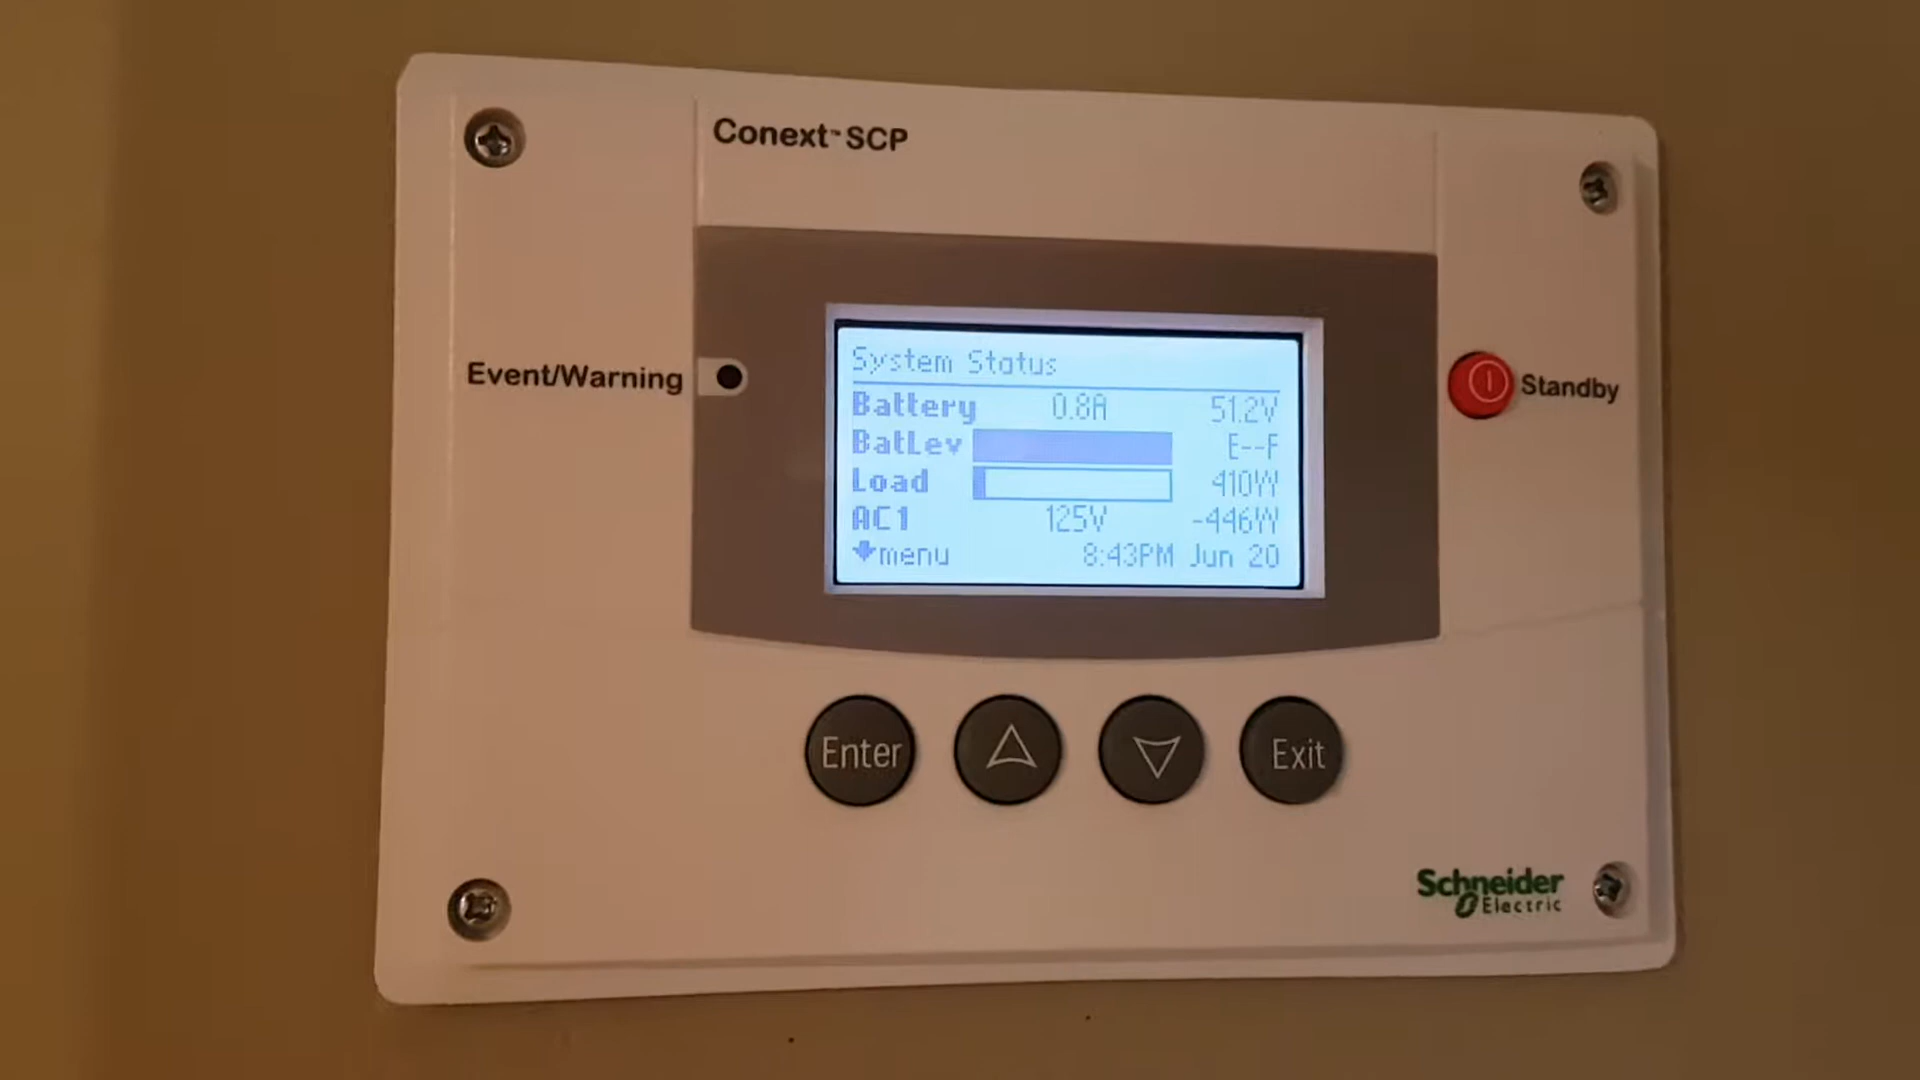 Conext™ SCP
Event/Warning
System Status
Battery 0.8A 51.2V
BatLev E--F
Load 410W
AC1 125V -446W
menu 8:43PM Jun 20
Standby
Enter
Exit
Schneider
Electric